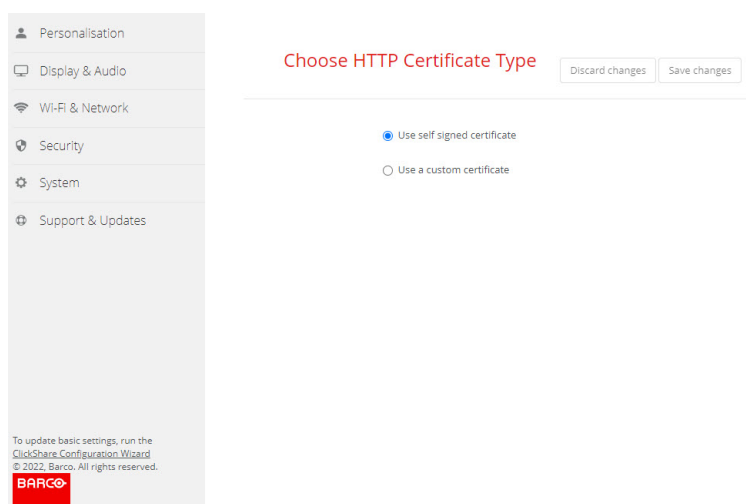 Personalisation
Display & Audio
Wi-Fi & Network
Security
System
Support & Updates
To update basic settings, run the
ClickShare Configuration Wizard
© 2022, Barco. All rights reserved.
BARCO
Choose HTTP Certificate Type
Discard changes
Save changes
Use self signed certificate
Use a custom certificate